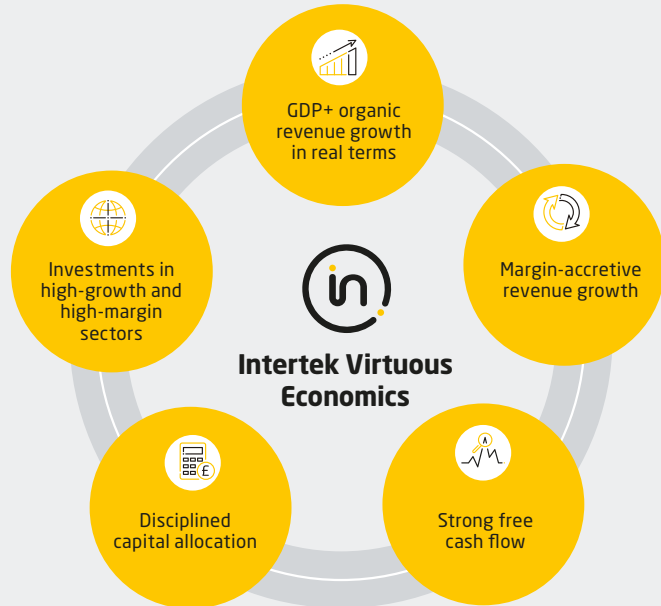 GDP+ organic
revenue growth
in real terms
Margin-accretive
revenue growth
Strong free
cash flow
Disciplined
capital allocation
£
Investments in
high-growth and
high-margin
sectors
in
Intertek Virtuous
Economics